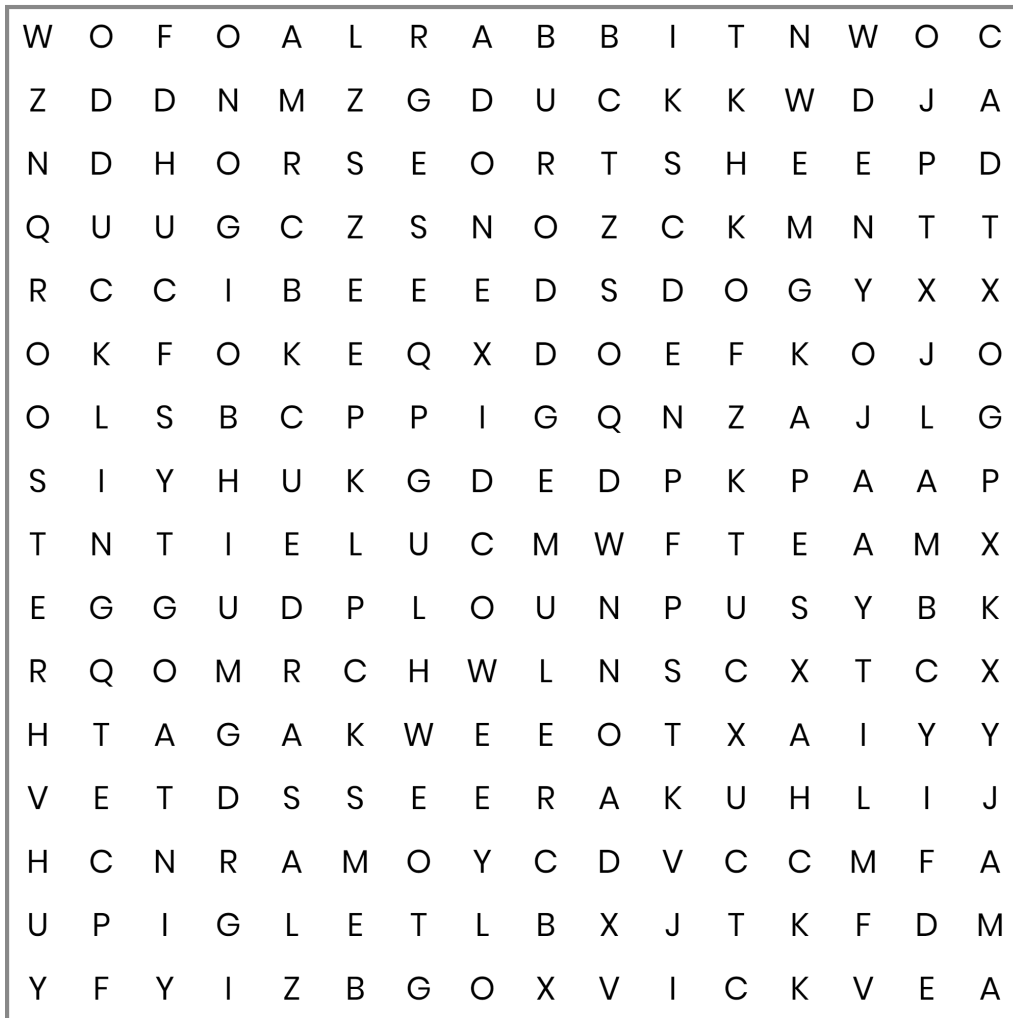 W O F O A L R A B B I T N W O C
Z D D N M Z G D U C K K W D J A
N D H O R S E O R T S H E E P D
Q U U G C Z S N O Z C K M N T T
R C C I B E E E D S D O G Y X X
O K F O K E Q X D O E F K O J O
O L S B C P P I G Q N Z A J L G
S I Y H U K G D E D P K P A A P
T N T I E L U C M W F T E A M X
E G G U D P L O U N P U S Y B K
R Q O M R C H W L N S C X T C X
H T A G A K W E E O T X A I Y Y
V E T D S S E E R A K U H L I J
H C N R A M O Y C D V C C M F A
U P I G L E T L B X J T K F D M
Y F Y I Z B G O X V I C K V E A